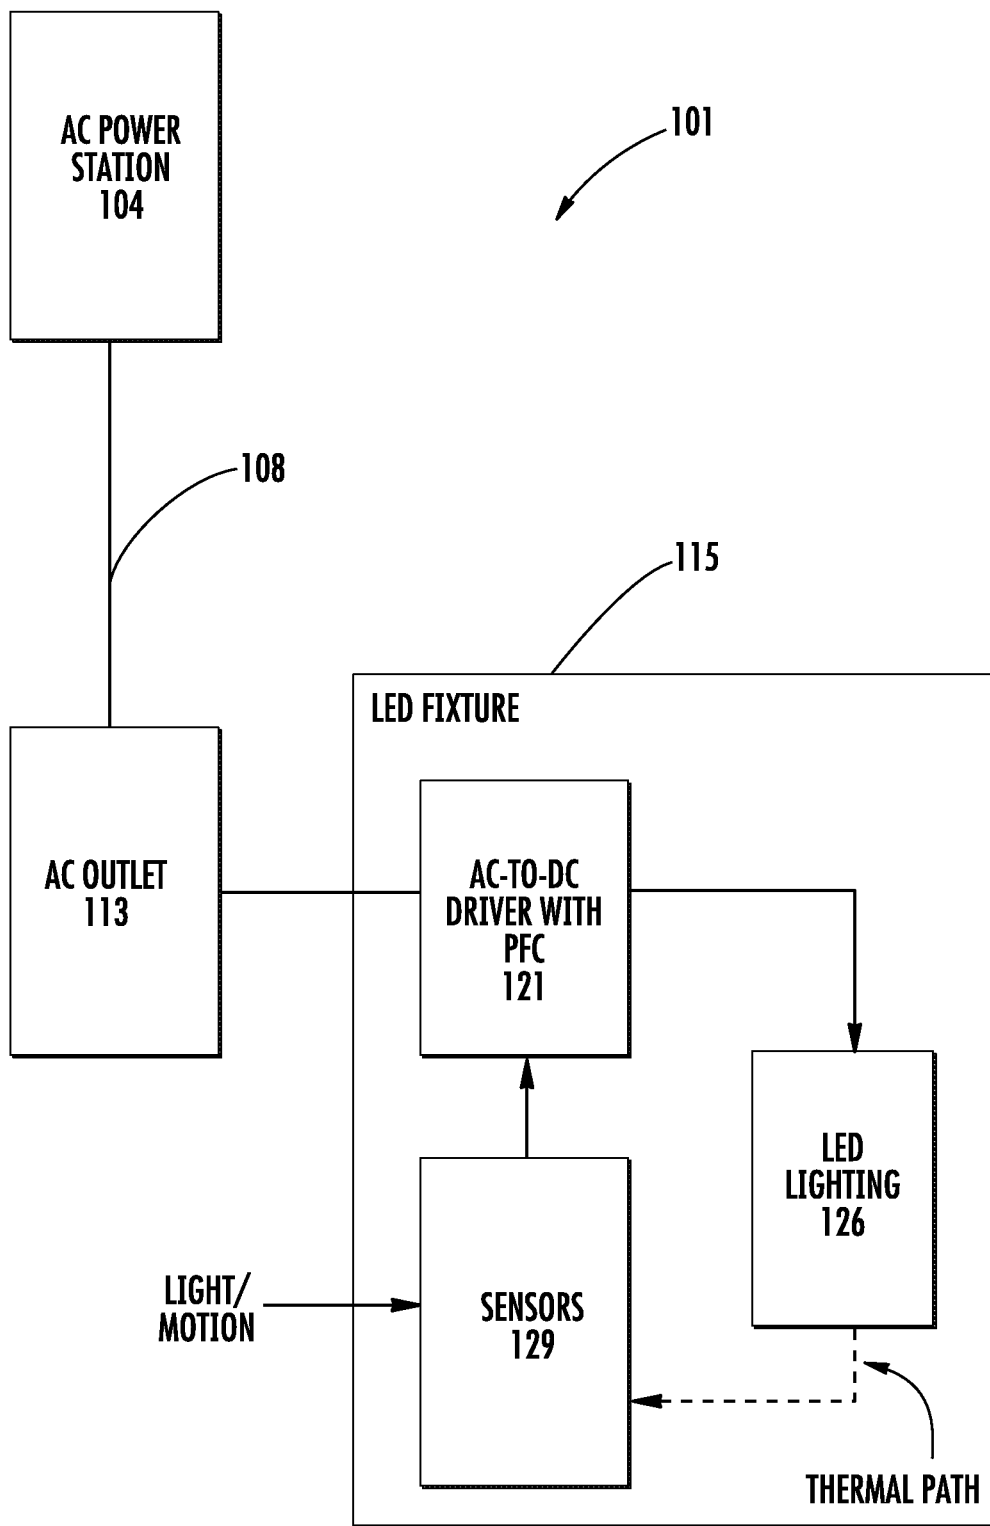 AC POWER
STATION
104
101
108
115
LED FIXTURE
AC OUTLET
113
AC-TO-DC
DRIVER WITH
PFC
121
LED
LIGHTING
126
LIGHT/
MOTION
SENSORS
129
THERMAL PATH